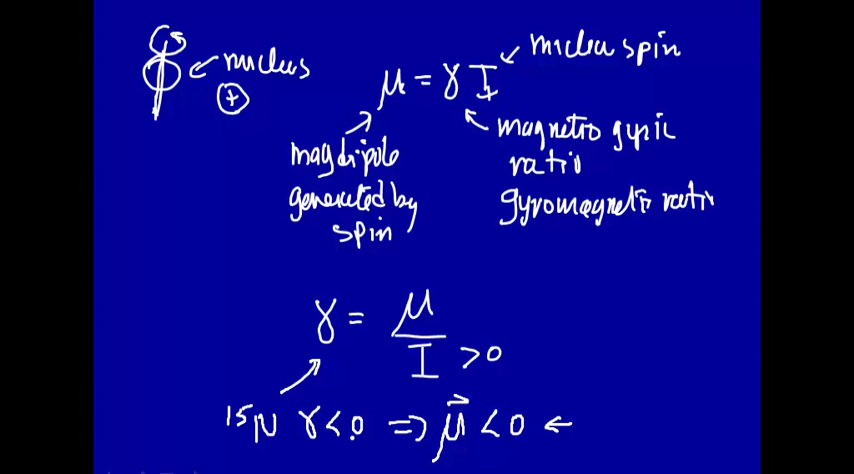 nucleus
(+)
μ = γ I
nuclear spin
mag dipole
generated by
spin
magnetogyric
ratio
gyromagnetic ratio
γ = μ / I > 0
¹⁵N γ < 0 ⇒ μ⃗ < 0 ←